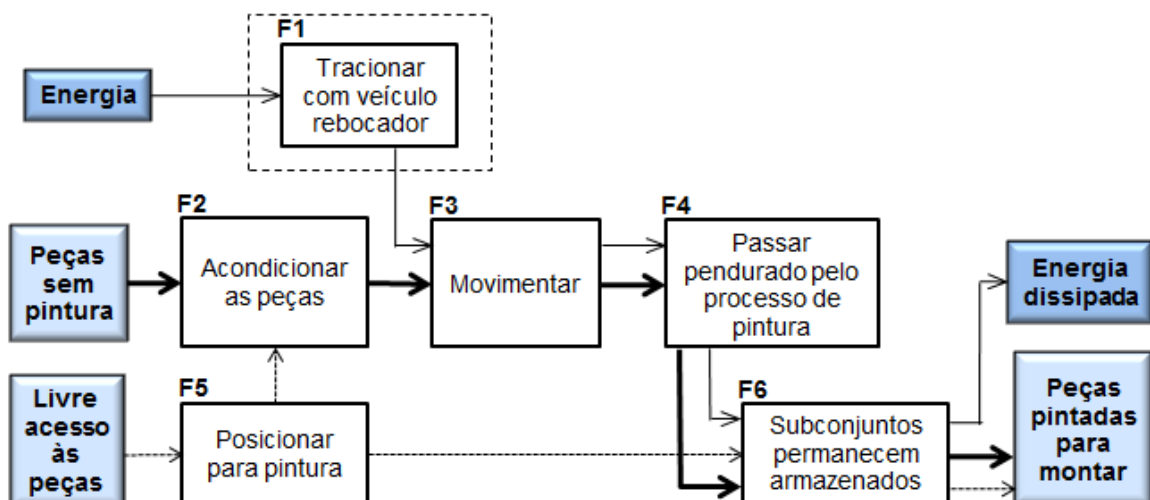 F1
Tracionar
com veículo
rebocador
Energia
F2
Acondicionar
as peças
F3
Movimentar
F4
Passar
pendurado pelo
processo de
pintura
Peças
sem
pintura
Energia
dissipada
Livre
acesso
às
peças
F5
Posicionar
para pintura
F6
Subconjuntos
permanecem
armazenados
Peças
pintadas
para
montar